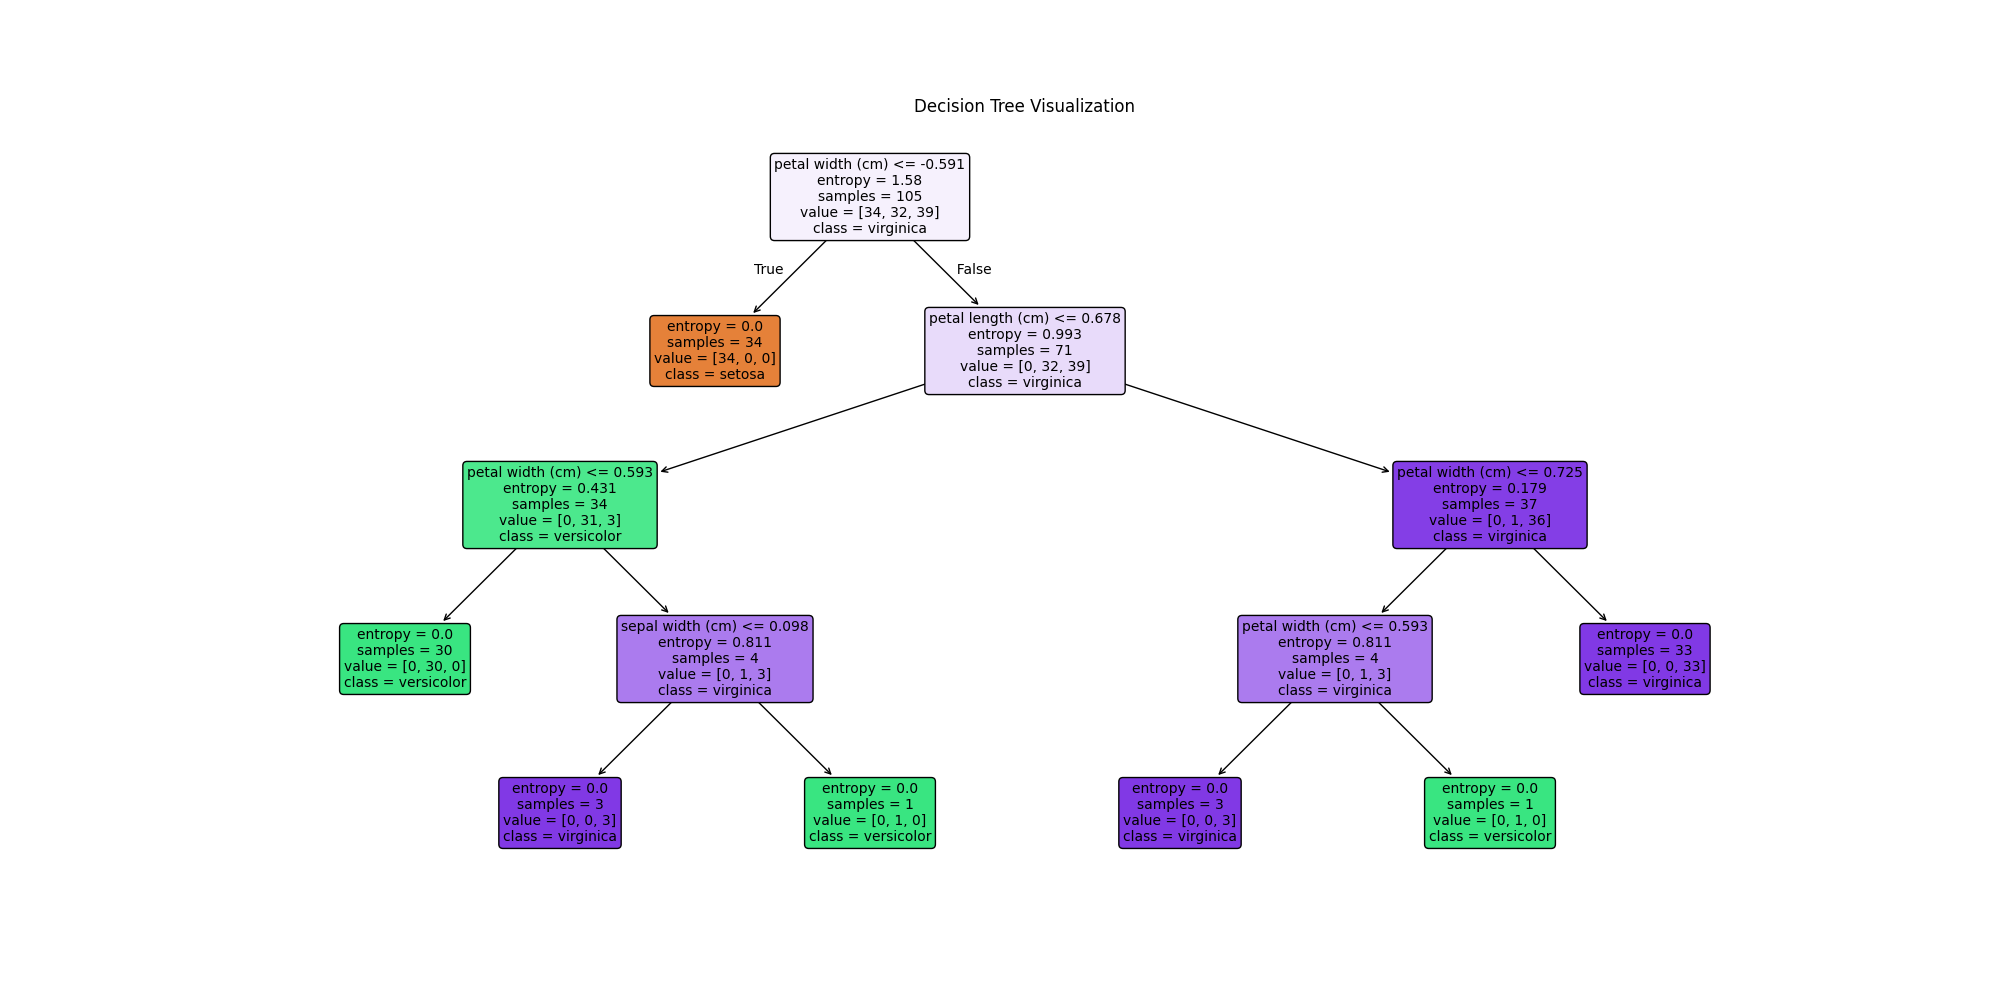 Decision Tree Visualization
petal width (cm) <= -0.591
entropy = 1.58
samples = 105
value = [34, 32, 39]
class = virginica
True
False
entropy = 0.0
samples = 34
value = [34, 0, 0]
class = setosa
petal length (cm) <= 0.678
entropy = 0.993
samples = 71
value = [0, 32, 39]
class = virginica
petal width (cm) <= 0.593
entropy = 0.431
samples = 34
value = [0, 31, 3]
class = versicolor
petal width (cm) <= 0.725
entropy = 0.179
samples = 37
value = [0, 1, 36]
class = virginica
entropy = 0.0
samples = 30
value = [0, 30, 0]
class = versicolor
sepal width (cm) <= 0.098
entropy = 0.811
samples = 4
value = [0, 1, 3]
class = virginica
petal width (cm) <= 0.593
entropy = 0.811
samples = 4
value = [0, 1, 3]
class = virginica
entropy = 0.0
samples = 33
value = [0, 0, 33]
class = virginica
entropy = 0.0
samples = 3
value = [0, 0, 3]
class = virginica
entropy = 0.0
samples = 1
value = [0, 1, 0]
class = versicolor
entropy = 0.0
samples = 3
value = [0, 0, 3]
class = virginica
entropy = 0.0
samples = 1
value = [0, 1, 0]
class = versicolor